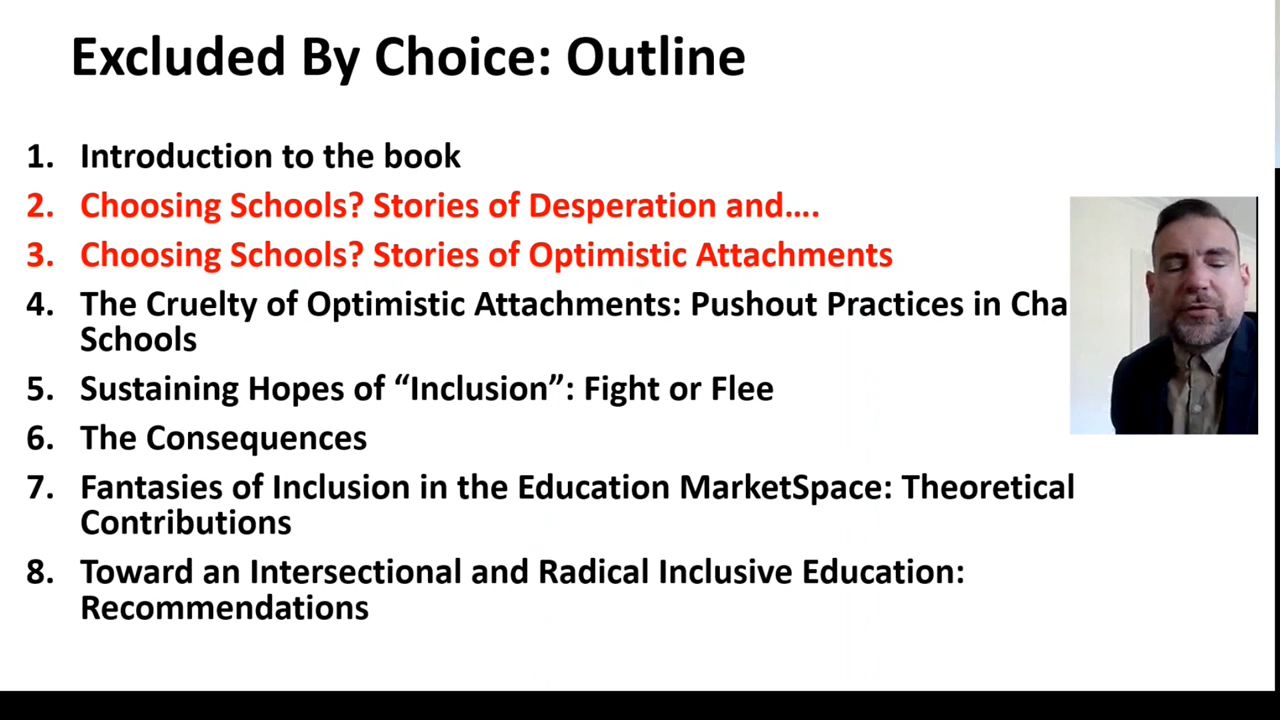 Excluded By Choice: Outline
1. Introduction to the book
2. Choosing Schools? Stories of Desperation and....
3. Choosing Schools? Stories of Optimistic Attachments
4. The Cruelty of Optimistic Attachments: Pushout Practices in Cha
Schools
5. Sustaining Hopes of “Inclusion”: Fight or Flee
6. The Consequences
7. Fantasies of Inclusion in the Education MarketSpace: Theoretical
Contributions
8. Toward an Intersectional and Radical Inclusive Education:
Recommendations